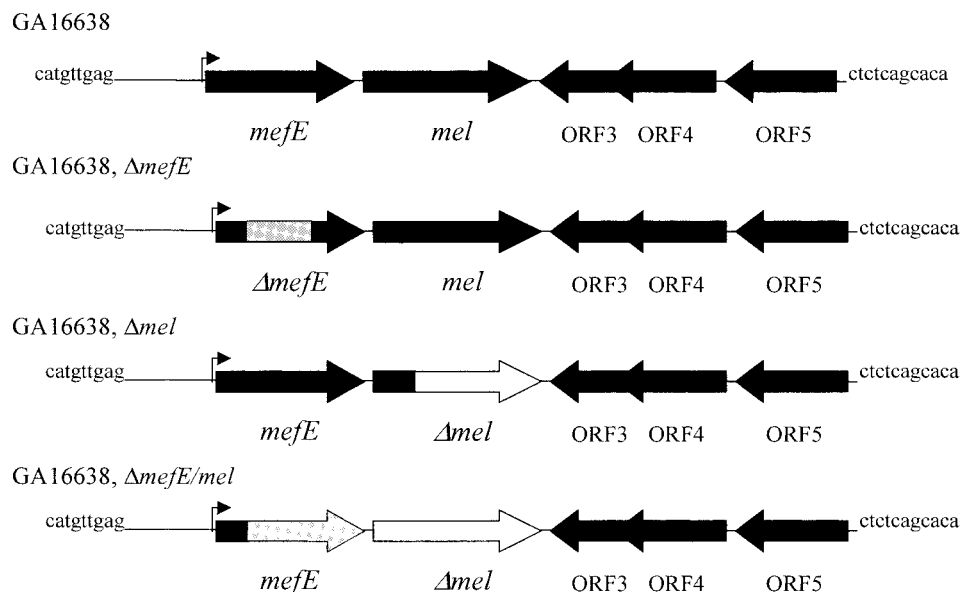 GA16638
catgttgag ctctcagcaca
mefE mel ORF3 ORF4 ORF5
GA16638, ΔmefE
catgttgag ctctcagcaca
ΔmefE mel ORF3 ORF4 ORF5
GA16638, Δmel
catgttgag ctctcagcaca
mefE Δmel ORF3 ORF4 ORF5
GA16638, ΔmefE/mel
catgttgag ctctcagcaca
mefE Δmel ORF3 ORF4 ORF5